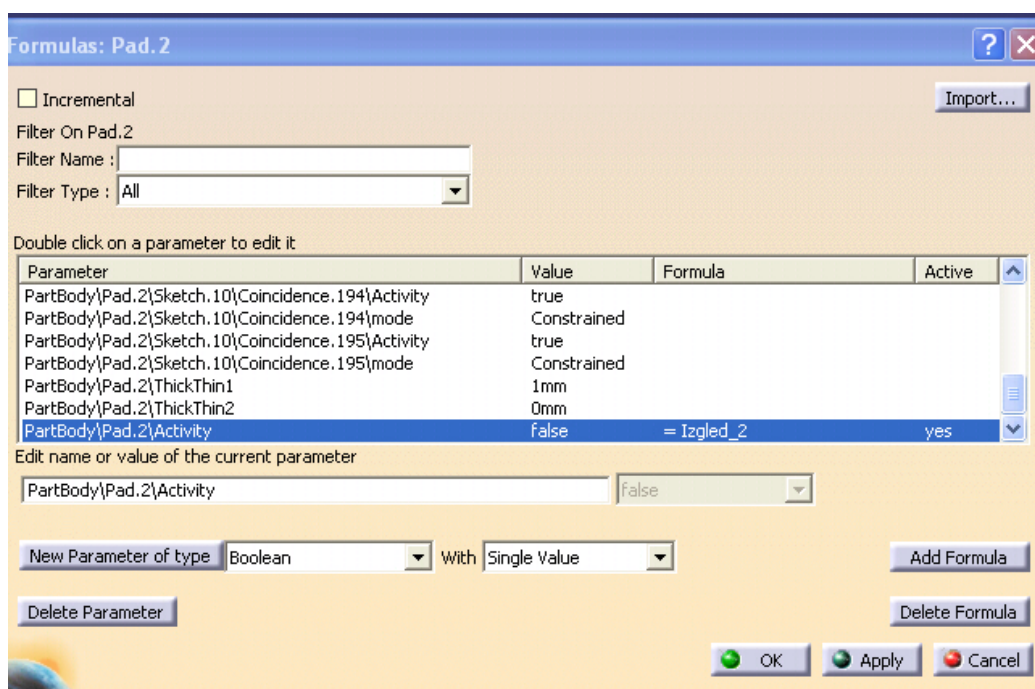 Formulas: Pad.2
?
Incremental
Import...
Filter On Pad.2
Filter Name :
Filter Type : All
Double click on a parameter to edit it
Parameter Value Formula Active
PartBody\Pad.2\Sketch.10\Coincidence.194\Activity true
PartBody\Pad.2\Sketch.10\Coincidence.194\mode Constrained
PartBody\Pad.2\Sketch.10\Coincidence.195\Activity true
PartBody\Pad.2\Sketch.10\Coincidence.195\mode Constrained
PartBody\Pad.2\ThickThin1 1mm
PartBody\Pad.2\ThickThin2 0mm
PartBody\Pad.2\Activity false = Izgled_2 yes
Edit name or value of the current parameter
PartBody\Pad.2\Activity false
New Parameter of type Boolean With Single Value Add Formula
Delete Parameter Delete Formula
OK Apply Cancel